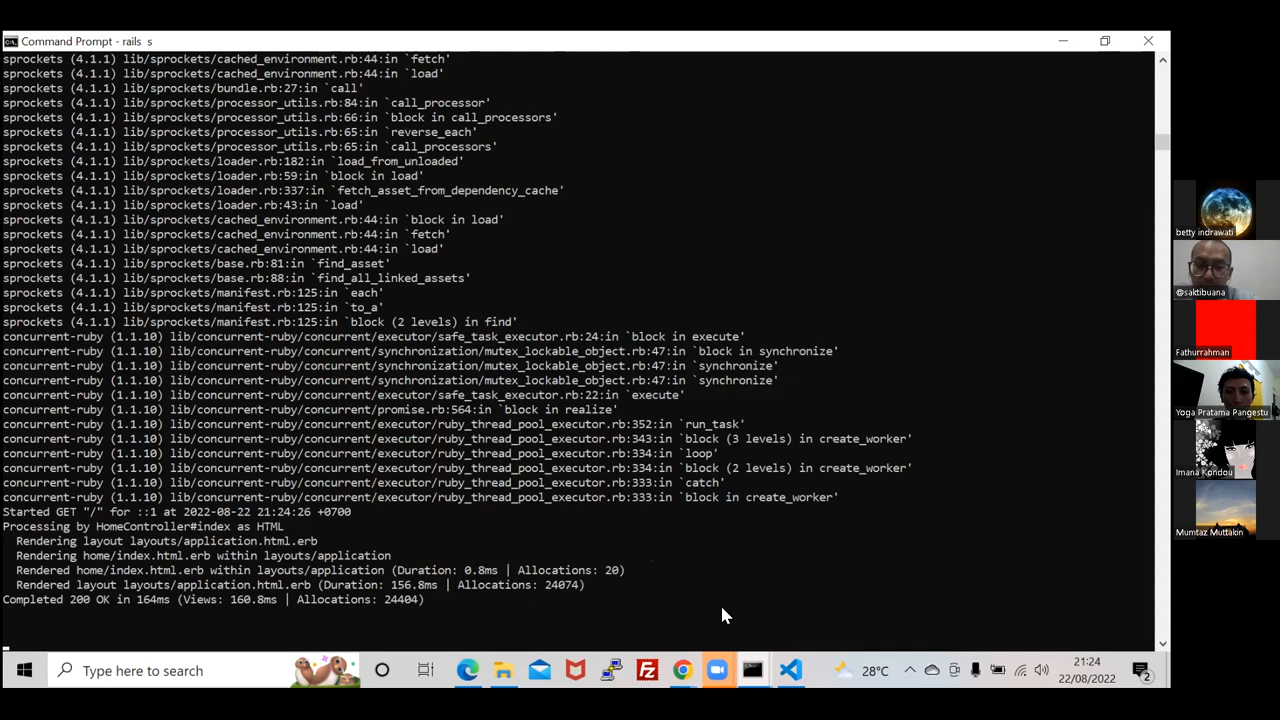 Command Prompt - rails  s
sprockets (4.1.1) lib/sprockets/cached_environment.rb:44:in `fetch'
sprockets (4.1.1) lib/sprockets/cached_environment.rb:44:in `load'
sprockets (4.1.1) lib/sprockets/bundle.rb:27:in `call'
sprockets (4.1.1) lib/sprockets/processor_utils.rb:84:in `call_processor'
sprockets (4.1.1) lib/sprockets/processor_utils.rb:66:in `block in call_processors'
sprockets (4.1.1) lib/sprockets/processor_utils.rb:65:in `reverse_each'
sprockets (4.1.1) lib/sprockets/processor_utils.rb:65:in `call_processors'
sprockets (4.1.1) lib/sprockets/loader.rb:182:in `load_from_unloaded'
sprockets (4.1.1) lib/sprockets/loader.rb:59:in `block in load'
sprockets (4.1.1) lib/sprockets/loader.rb:337:in `fetch_asset_from_dependency_cache'
sprockets (4.1.1) lib/sprockets/loader.rb:43:in `load'
sprockets (4.1.1) lib/sprockets/cached_environment.rb:44:in `block in load'
sprockets (4.1.1) lib/sprockets/cached_environment.rb:44:in `fetch'
sprockets (4.1.1) lib/sprockets/cached_environment.rb:44:in `load'
sprockets (4.1.1) lib/sprockets/base.rb:81:in `find_asset'
sprockets (4.1.1) lib/sprockets/base.rb:88:in `find_all_linked_assets'
sprockets (4.1.1) lib/sprockets/manifest.rb:125:in `each'
sprockets (4.1.1) lib/sprockets/manifest.rb:125:in `to_a'
sprockets (4.1.1) lib/sprockets/manifest.rb:125:in `block (2 levels) in find'
concurrent-ruby (1.1.10) lib/concurrent-ruby/concurrent/executor/safe_task_executor.rb:24:in `block in execute'
concurrent-ruby (1.1.10) lib/concurrent-ruby/concurrent/synchronization/mutex_lockable_object.rb:47:in `block in synchronize'
concurrent-ruby (1.1.10) lib/concurrent-ruby/concurrent/synchronization/mutex_lockable_object.rb:47:in `synchronize'
concurrent-ruby (1.1.10) lib/concurrent-ruby/concurrent/synchronization/mutex_lockable_object.rb:47:in `synchronize'
concurrent-ruby (1.1.10) lib/concurrent-ruby/concurrent/executor/safe_task_executor.rb:22:in `execute'
concurrent-ruby (1.1.10) lib/concurrent-ruby/concurrent/promise.rb:564:in `block in realize'
concurrent-ruby (1.1.10) lib/concurrent-ruby/concurrent/executor/ruby_thread_pool_executor.rb:352:in `run_task'
concurrent-ruby (1.1.10) lib/concurrent-ruby/concurrent/executor/ruby_thread_pool_executor.rb:343:in `block (3 levels) in create_worker'
concurrent-ruby (1.1.10) lib/concurrent-ruby/concurrent/executor/ruby_thread_pool_executor.rb:334:in `loop'
concurrent-ruby (1.1.10) lib/concurrent-ruby/concurrent/executor/ruby_thread_pool_executor.rb:334:in `block (2 levels) in create_worker'
concurrent-ruby (1.1.10) lib/concurrent-ruby/concurrent/executor/ruby_thread_pool_executor.rb:333:in `catch'
concurrent-ruby (1.1.10) lib/concurrent-ruby/concurrent/executor/ruby_thread_pool_executor.rb:333:in `block in create_worker'
Started GET "/" for ::1 at 2022-08-22 21:24:26 +0700
Processing by HomeController#index as HTML
  Rendering layout layouts/application.html.erb
  Rendering home/index.html.erb within layouts/application
  Rendered home/index.html.erb within layouts/application (Duration: 0.8ms | Allocations: 20)
  Rendered layout layouts/application.html.erb (Duration: 156.8ms | Allocations: 24074)
Completed 200 OK in 164ms (Views: 160.8ms | Allocations: 24404)
betty indrawati
@saktibuana
Fathurrahman
Yoga Pratama Pangestu
Imana Kondou
Mumtaz Muttakin
Type here to search
28°C
21:24
22/08/2022
2